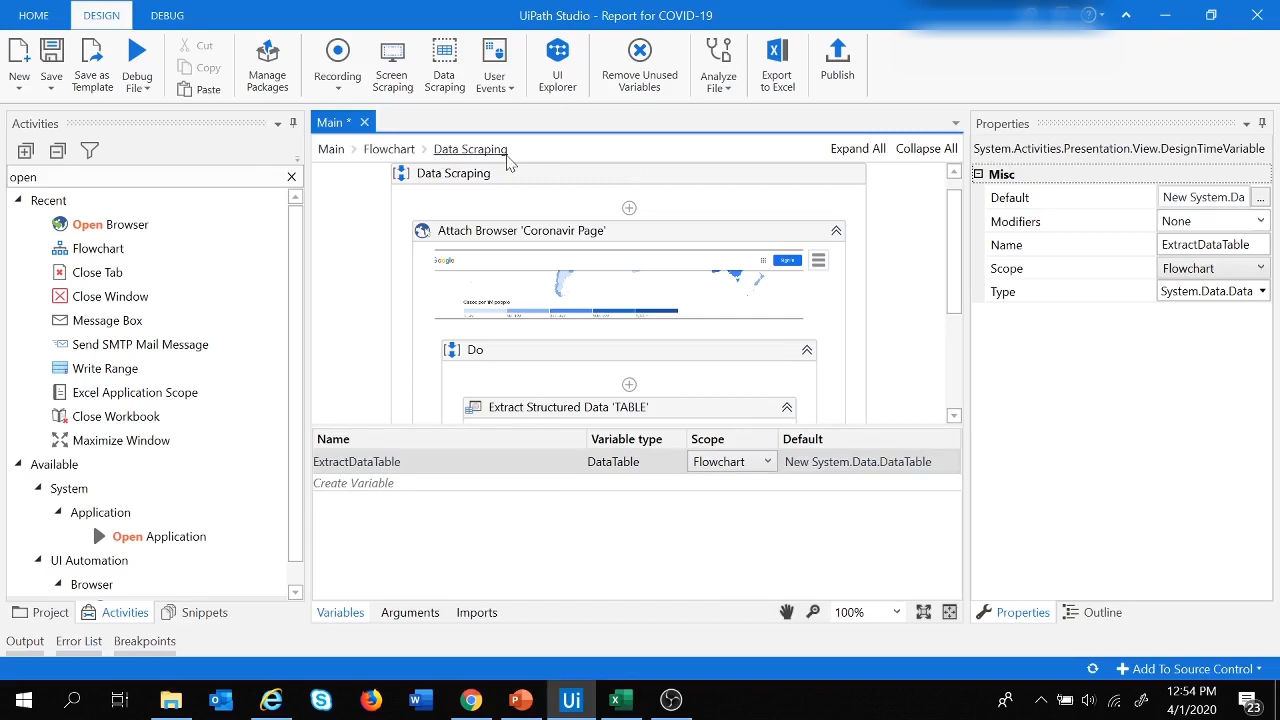 HOME DESIGN DEBUG UiPath Studio - Report for COVID-19
New Save Save as Template Debug File Cut Copy Paste Manage Packages Recording Screen Scraping Data Scraping User Events UI Explorer Remove Unused Variables Analyze File Export to Excel Publish
Activities
open
Recent
Open Browser
Flowchart
Close Tab
Close Window
Message Box
Send SMTP Mail Message
Write Range
Excel Application Scope
Close Workbook
Maximize Window
Available
System
Application
Open Application
UI Automation
Browser
Project Activities Snippets
Main *
Main > Flowchart > Data Scraping Expand All Collapse All
Data Scraping
Attach Browser 'Coronavir Page'
Google Sign in
Do
Extract Structured Data 'TABLE'
Name Variable type Scope Default
ExtractDataTable DataTable Flowchart New System.Data.DataTable
Create Variable
Variables Arguments Imports 100%
Properties
System.Activities.Presentation.View.DesignTimeVariable
Misc
Default New System.Da ...
Modifiers None
Name ExtractDataTable
Scope Flowchart
Type System.Data.Data
Properties Outline
Output Error List Breakpoints
Add To Source Control
12:54 PM
4/1/2020
23